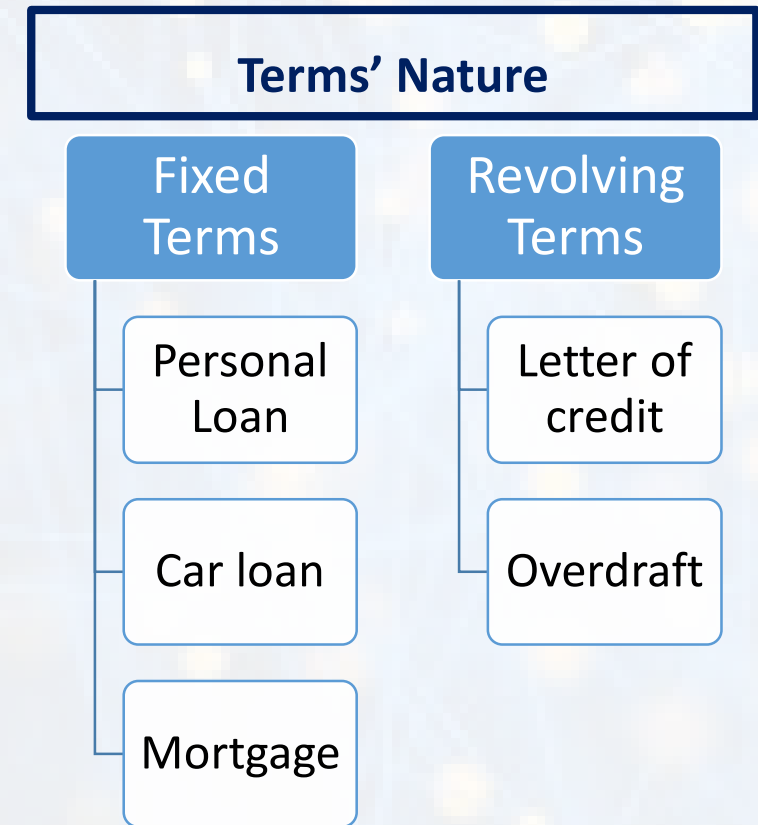 Terms’ Nature
Fixed
Terms
Personal
Loan
Car loan
Mortgage
Revolving
Terms
Letter of
credit
Overdraft